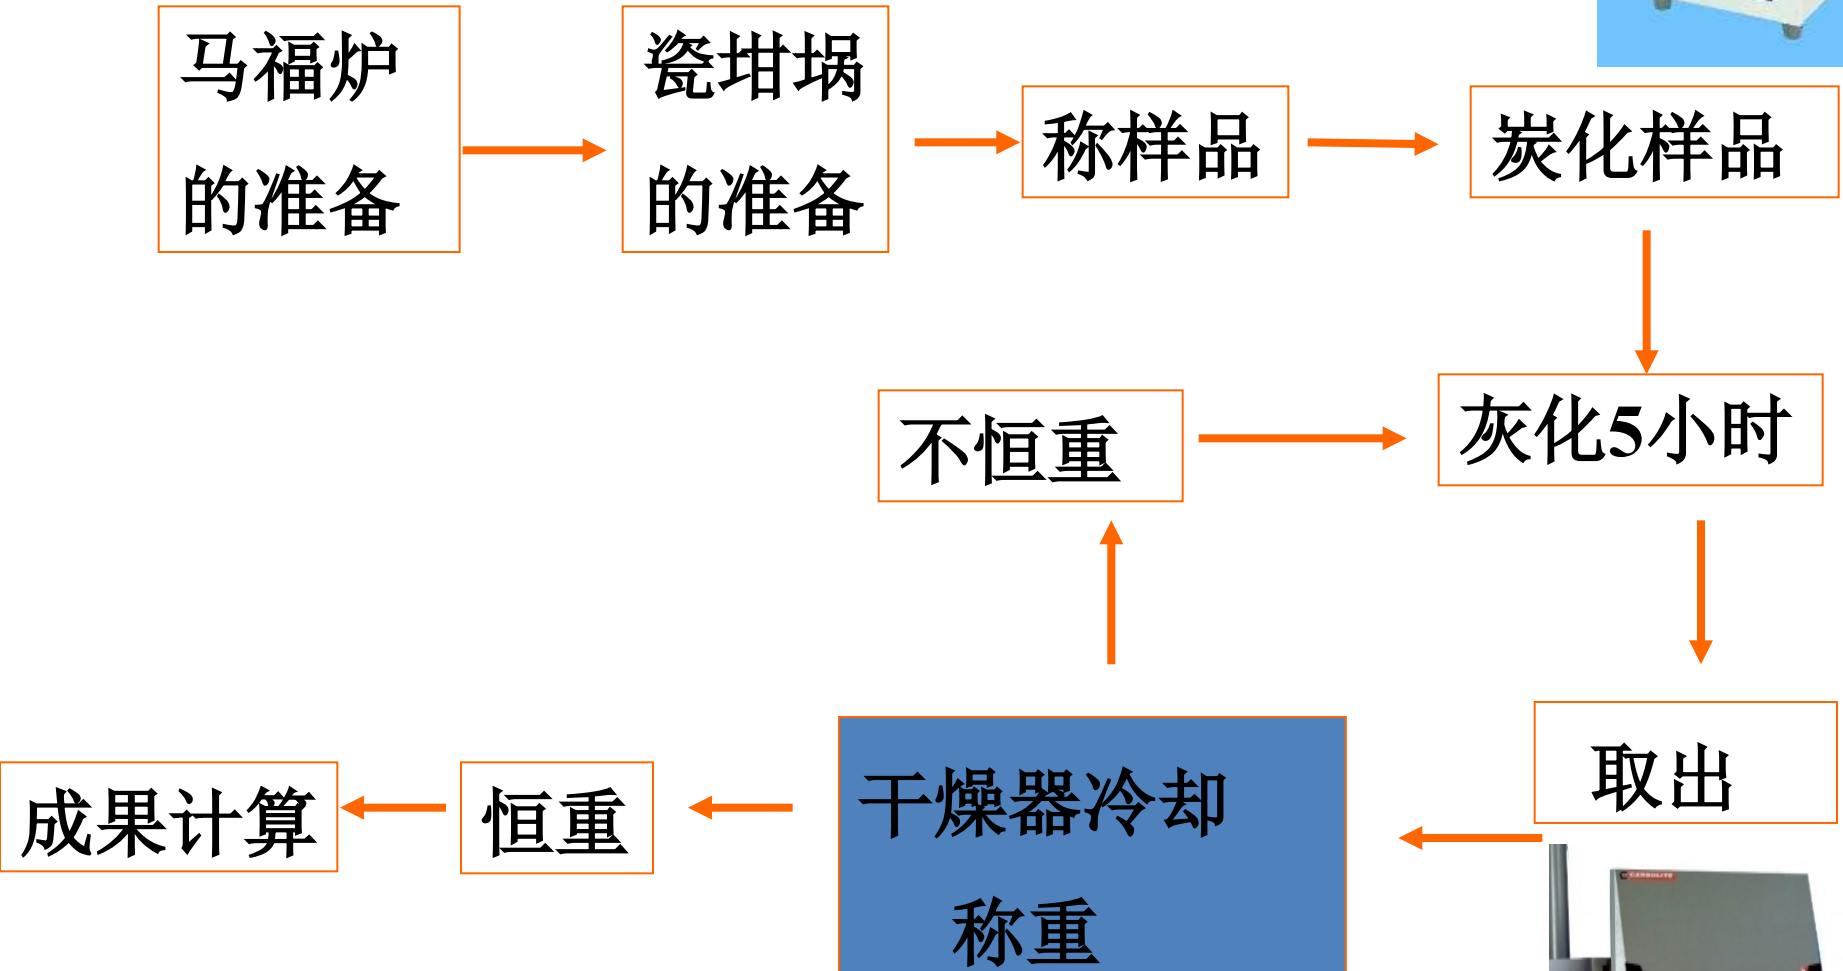 马福炉
的准备
瓷坩埚
的准备
称样品
炭化样品
不恒重
灰化5小时
取出
干燥器冷却
称重
恒重
成果计算
CARBOLITE